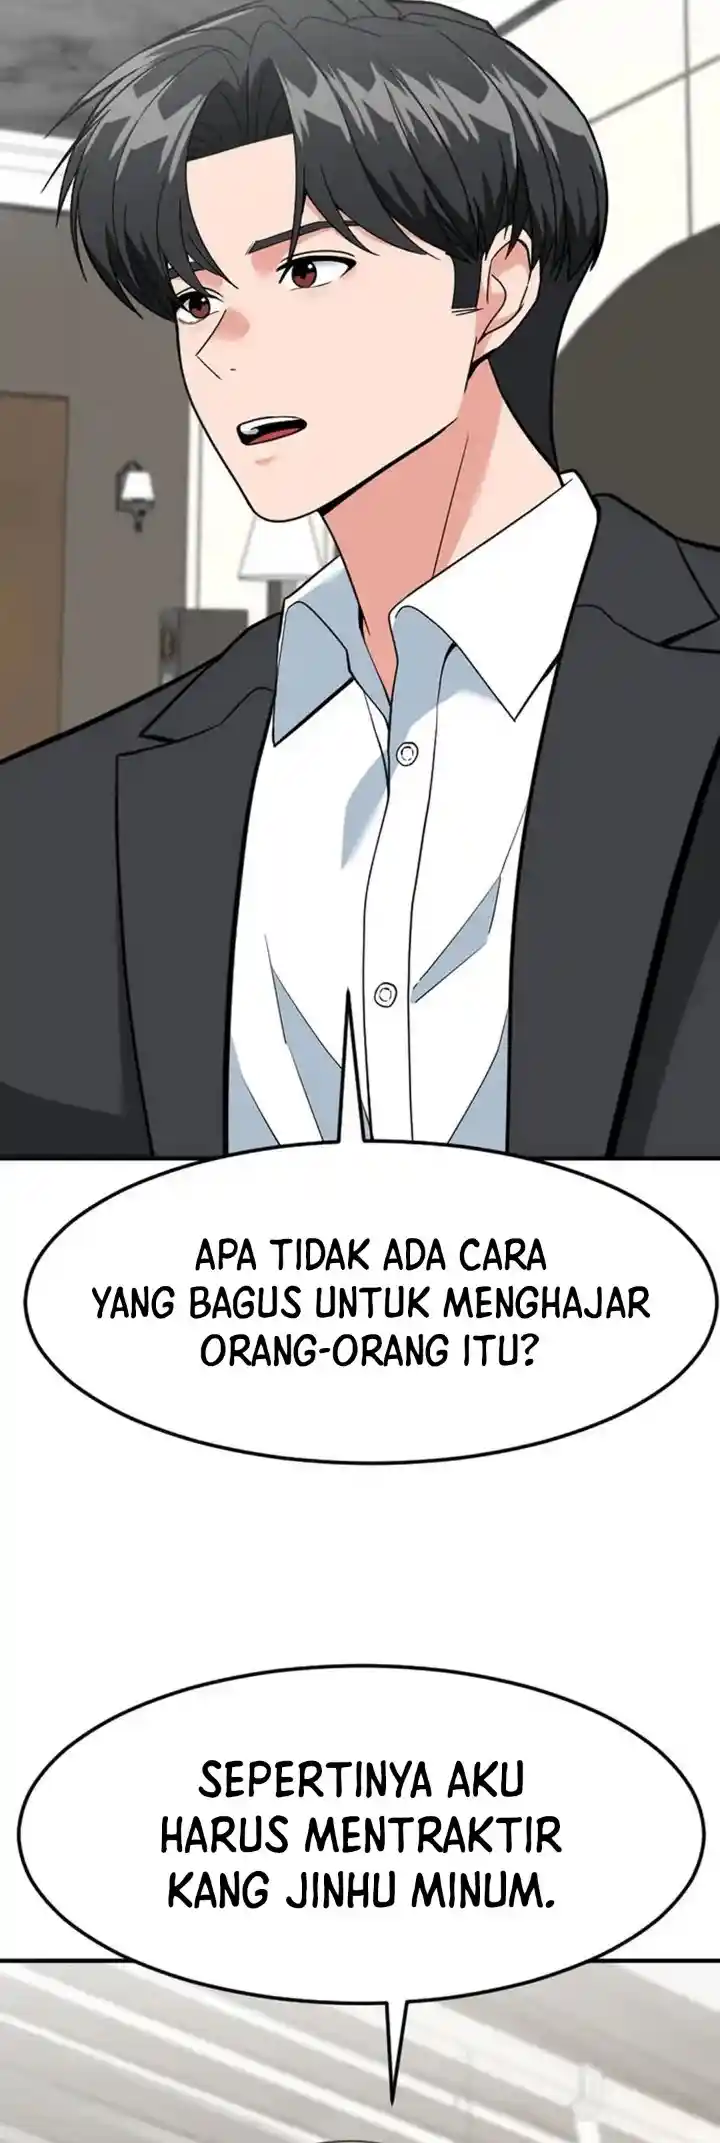 APA TIDAK ADA CARA
YANG BAGUS UNTUK MENGHAJAR
ORANG-ORANG ITU?
SEPERTINYA AKU
HARUS MENTRAKTIR
KANG JINHU MINUM.